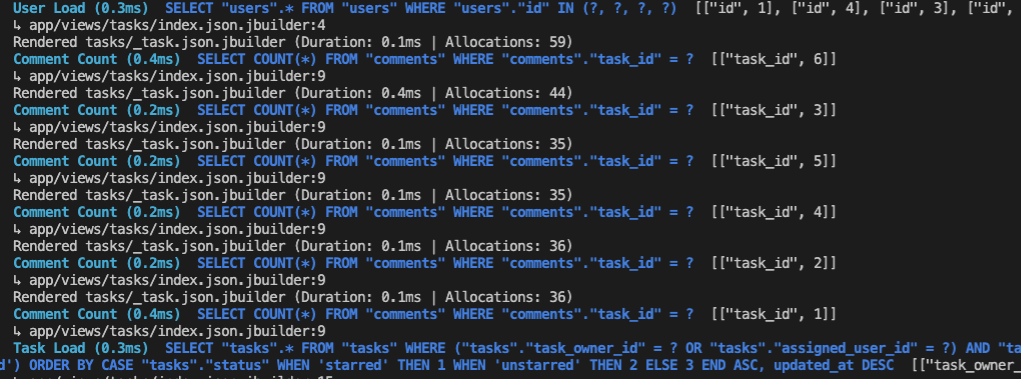 User Load (0.3ms)  SELECT "users".* FROM "users" WHERE "users"."id" IN (?, ?, ?, ?)  [["id", 1], ["id", 4], ["id", 3], ["id",
↳ app/views/tasks/index.json.jbuilder:4
Rendered tasks/_task.json.jbuilder (Duration: 0.1ms | Allocations: 59)
Comment Count (0.4ms)  SELECT COUNT(*) FROM "comments" WHERE "comments"."task_id" = ?  [["task_id", 6]]
↳ app/views/tasks/index.json.jbuilder:9
Rendered tasks/_task.json.jbuilder (Duration: 0.4ms | Allocations: 44)
Comment Count (0.2ms)  SELECT COUNT(*) FROM "comments" WHERE "comments"."task_id" = ?  [["task_id", 3]]
↳ app/views/tasks/index.json.jbuilder:9
Rendered tasks/_task.json.jbuilder (Duration: 0.1ms | Allocations: 35)
Comment Count (0.2ms)  SELECT COUNT(*) FROM "comments" WHERE "comments"."task_id" = ?  [["task_id", 5]]
↳ app/views/tasks/index.json.jbuilder:9
Rendered tasks/_task.json.jbuilder (Duration: 0.1ms | Allocations: 35)
Comment Count (0.2ms)  SELECT COUNT(*) FROM "comments" WHERE "comments"."task_id" = ?  [["task_id", 4]]
↳ app/views/tasks/index.json.jbuilder:9
Rendered tasks/_task.json.jbuilder (Duration: 0.1ms | Allocations: 36)
Comment Count (0.2ms)  SELECT COUNT(*) FROM "comments" WHERE "comments"."task_id" = ?  [["task_id", 2]]
↳ app/views/tasks/index.json.jbuilder:9
Rendered tasks/_task.json.jbuilder (Duration: 0.1ms | Allocations: 36)
Comment Count (0.2ms)  SELECT COUNT(*) FROM "comments" WHERE "comments"."task_id" = ?  [["task_id", 1]]
↳ app/views/tasks/index.json.jbuilder:9
Task Load (0.3ms)  SELECT "tasks".* FROM "tasks" WHERE ("tasks"."task_owner_id" = ? OR "tasks"."assigned_user_id" = ?) AND "ta
d') ORDER BY CASE "tasks"."status" WHEN 'starred' THEN 1 WHEN 'unstarred' THEN 2 ELSE 3 END ASC, updated_at DESC  [["task_owner_